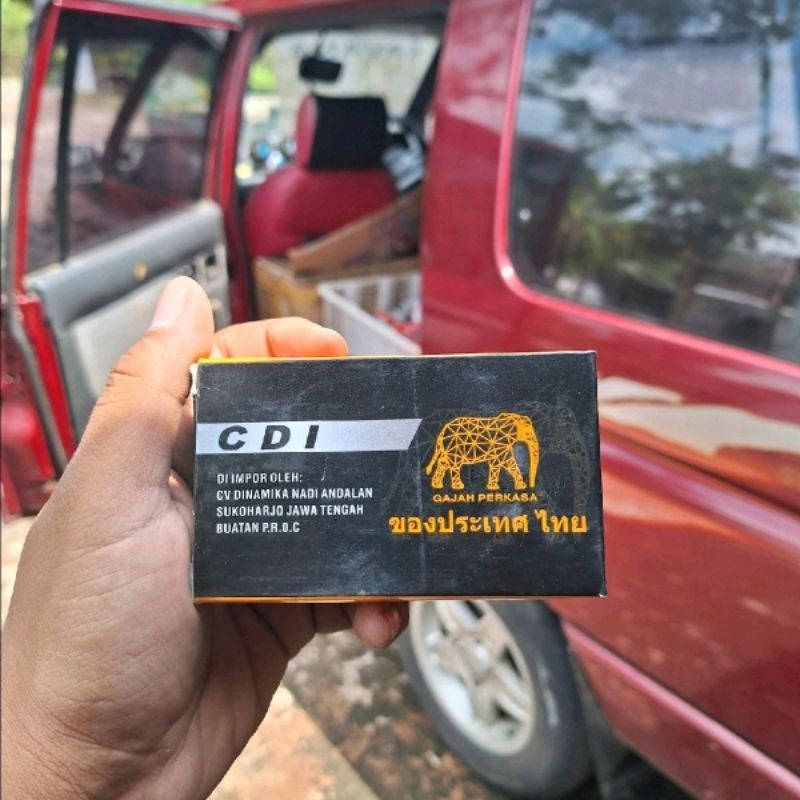 CDI
DI IMPOR OLEH:
CV DINAMIKA NADI ANDALAN
SUKOHARJO JAWA TENGAH
BUATAN P.R.O.C
GAJAH PERKASA
ของประเทศ ไทย